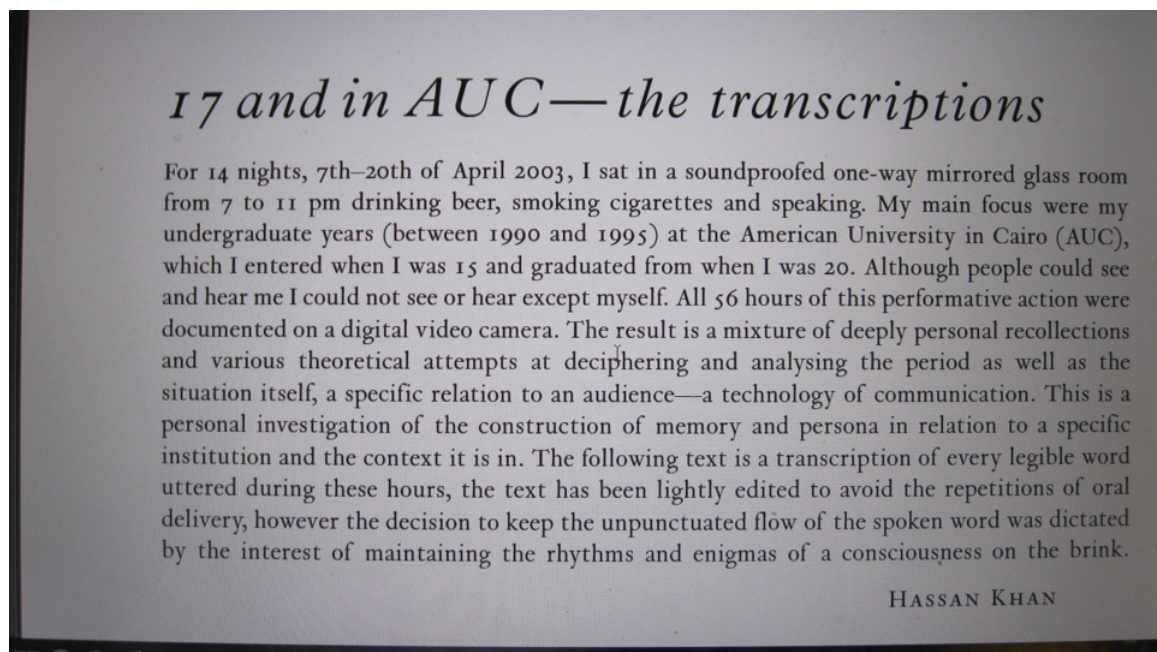 17 and in AUC—the transcriptions
For 14 nights, 7th–20th of April 2003, I sat in a soundproofed one-way mirrored glass room
from 7 to 11 pm drinking beer, smoking cigarettes and speaking. My main focus were my
undergraduate years (between 1990 and 1995) at the American University in Cairo (AUC),
which I entered when I was 15 and graduated from when I was 20. Although people could see
and hear me I could not see or hear except myself. All 56 hours of this performative action were
documented on a digital video camera. The result is a mixture of deeply personal recollections
and various theoretical attempts at deciphering and analysing the period as well as the
situation itself, a specific relation to an audience—a technology of communication. This is a
personal investigation of the construction of memory and persona in relation to a specific
institution and the context it is in. The following text is a transcription of every legible word
uttered during these hours, the text has been lightly edited to avoid the repetitions of oral
delivery, however the decision to keep the unpunctuated flow of the spoken word was dictated
by the interest of maintaining the rhythms and enigmas of a consciousness on the brink.
HASSAN KHAN